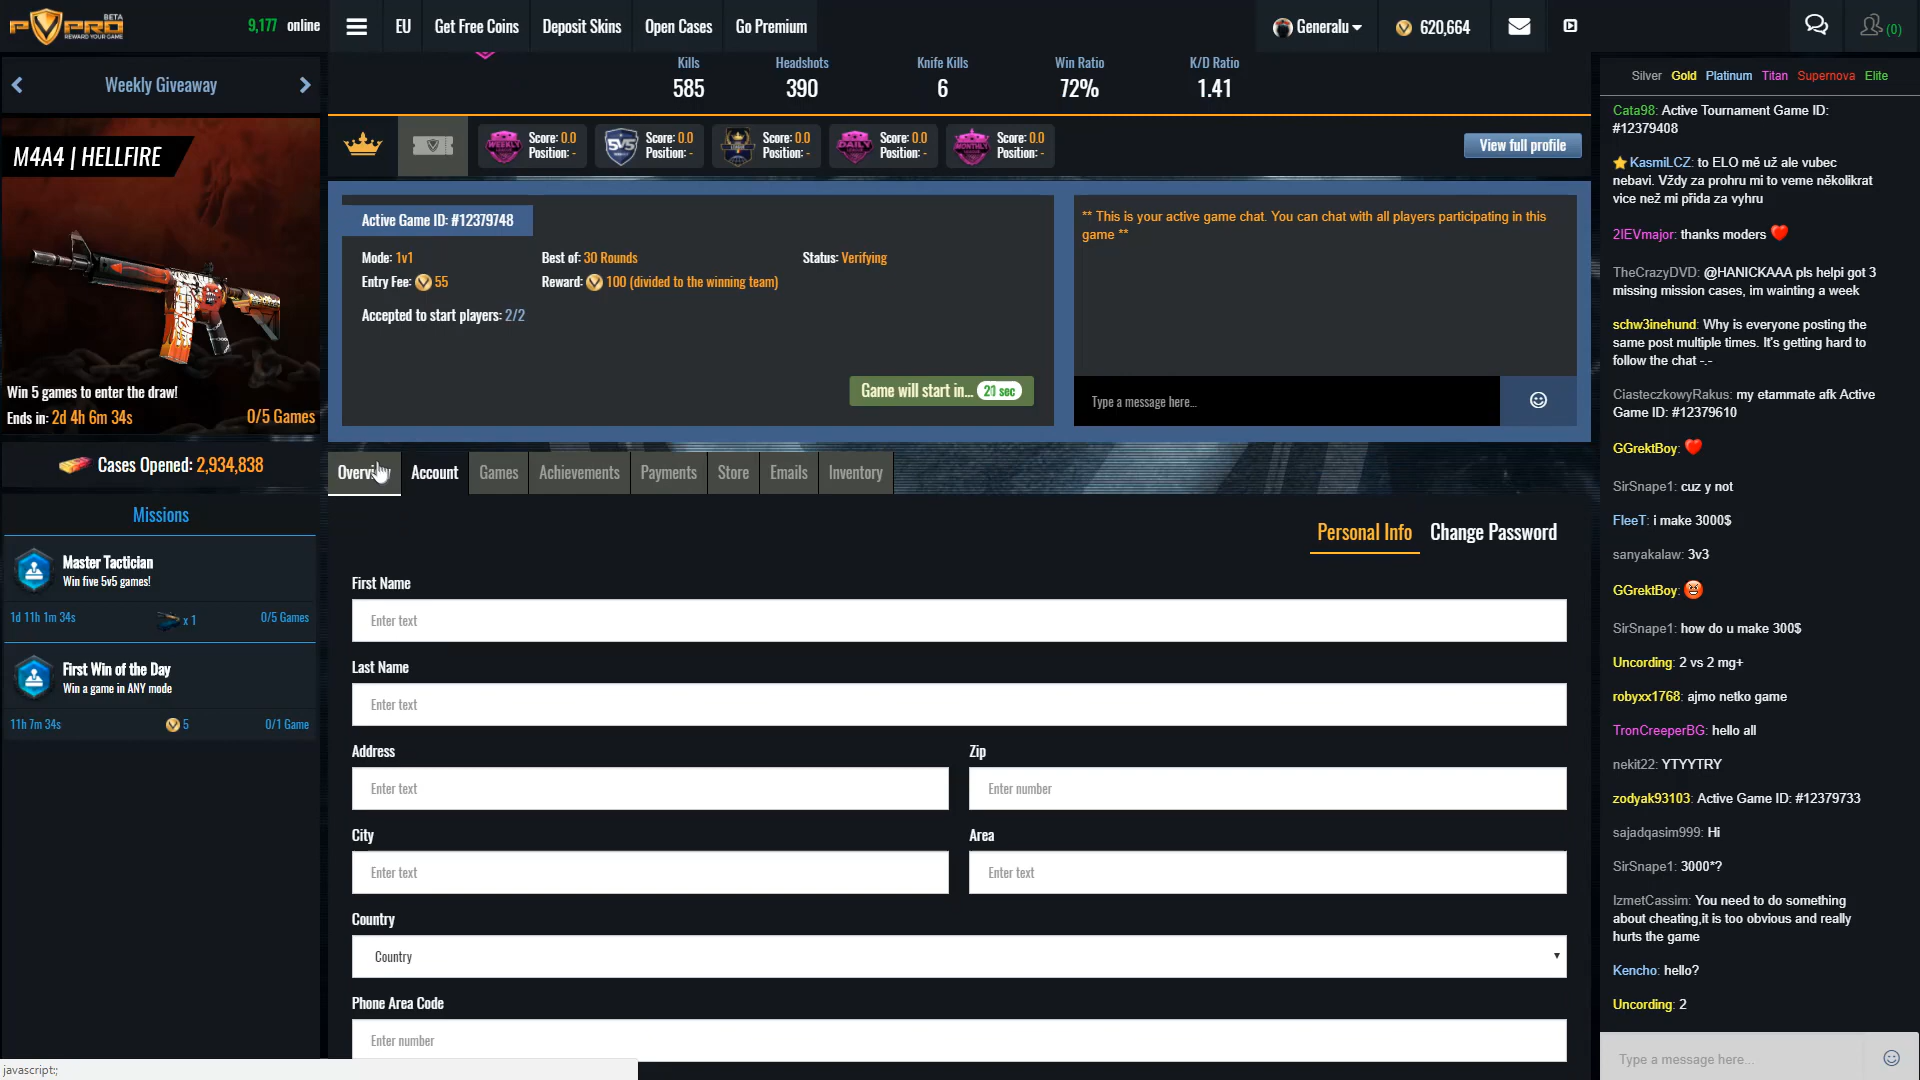 PVPRO
BETA
REWARD YOUR GAME
9,177 online
EU
Get Free Coins
Deposit Skins
Open Cases
Go Premium
Generalu
620,664
(0)
Weekly Giveaway
M4A4 | HELLFIRE
Win 5 games to enter the draw!
Ends in: 2d 4h 6m 34s
0/5 Games
Cases Opened: 2,934,838
Missions
Master Tactician
Win five 5v5 games!
1d 11h 1m 34s
x 1
0/5 Games
First Win of the Day
Win a game in ANY mode
11h 7m 34s
5
0/1 Game
Kills
585
Headshots
390
Knife Kills
6
Win Ratio
72%
K/D Ratio
1.41
Score: 0.0
Position: -
Score: 0.0
Position: -
Score: 0.0
Position: -
Score: 0.0
Position: -
Score: 0.0
Position: -
View full profile
Active Game ID: #12379748
Mode: 1v1
Best of: 30 Rounds
Status: Verifying
Entry Fee: 55
Reward: 100 (divided to the winning team)
Accepted to start players: 2/2
Game will start in...
sec
** This is your active game chat. You can chat with all players participating in this
game **
Type a message here...
Account
Games
Achievements
Payments
Store
Emails
Inventory
Personal Info
Change Password
First Name
Enter text
Last Name
Enter text
Address
Enter text
Zip
Enter number
City
Enter text
Area
Enter text
Country
Country
Phone Area Code
Enter number
javascript:;
Silver Gold Platinum Titan Supernova Elite
Cata98: Active Tournament Game ID:
#12379408
KasmiLCZ: to ELO mě už ale vubec
nebavi. Vždy za prohru mi to veme několikrat
vice než mi přida za vyhru
2IEVmajor: thanks moders
TheCrazyDVD: @HANICKAAA pls helpi got 3
missing mission cases, im wainting a week
schw3inehund: Why is everyone posting the
same post multiple times. It's getting hard to
follow the chat -.-
CiasteczkowyRakus: my etammate afk Active
Game ID: #12379610
GGrektBoy:
SirSnape1: cuz y not
FleeT: i make 3000$
sanyakalaw: 3v3
GGrektBoy:
SirSnape1: how do u make 300$
Uncording: 2 vs 2 mg+
robyxx1768: ajmo netko game
TronCreeperBG: hello all
nekit22: YTYYTRY
zodyak93103: Active Game ID: #12379733
sajadqasim999: Hi
SirSnape1: 3000*?
IzmetCassim: You need to do something
about cheating,it is too obvious and really
hurts the game
Kencho: hello?
Uncording: 2
Type a message here...